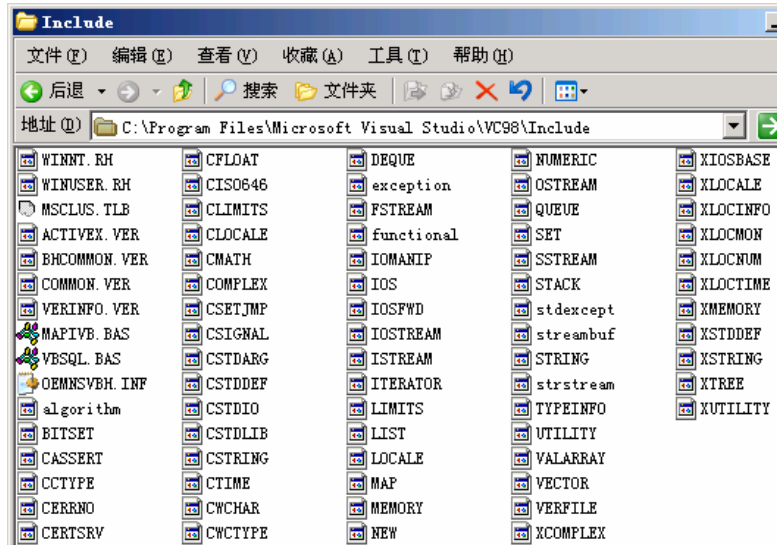 Include
文件(F) 编辑(E) 查看(V) 收藏(A) 工具(T) 帮助(H)
后退 搜索 文件夹
地址(D) C:\Program Files\Microsoft Visual Studio\VC98\Include
WINNT.RH CFLOAT DEQUE NUMERIC XIOSBASE
WINUSER.RH CISO646 exception OSTREAM XLOCALE
MSCLUS.TLB CLIMITS FSTREAM QUEUE XLOCINFO
ACTIVEX.VER CLOCALE functional SET XLOCMON
BHCOMMON.VER CMATH IOMANIP SSTREAM XLOCNUM
COMMON.VER COMPLEX IOS STACK XLOCTIME
VERINFO.VER CSETJMP IOSFWD stdexcept XMEMORY
MAPIVB.BAS CSIGNAL IOSTREAM streambuf XSTDDEF
VBSQL.BAS CSTDARG ISTREAM STRING XSTRING
OEMNSVBH.INF CSTDDEF ITERATOR strstream XTREE
algorithm CSTDIO LIMITS TYPEINFO XUTILITY
BITSET CSTDLIB LIST UTILITY
CASSERT CSTRING LOCALE VALARRAY
CCTYPE CTIME MAP VECTOR
CERRNO CWCHAR MEMORY VERFILE
CERTSRV CWCTYPE NEW XCOMPLEX